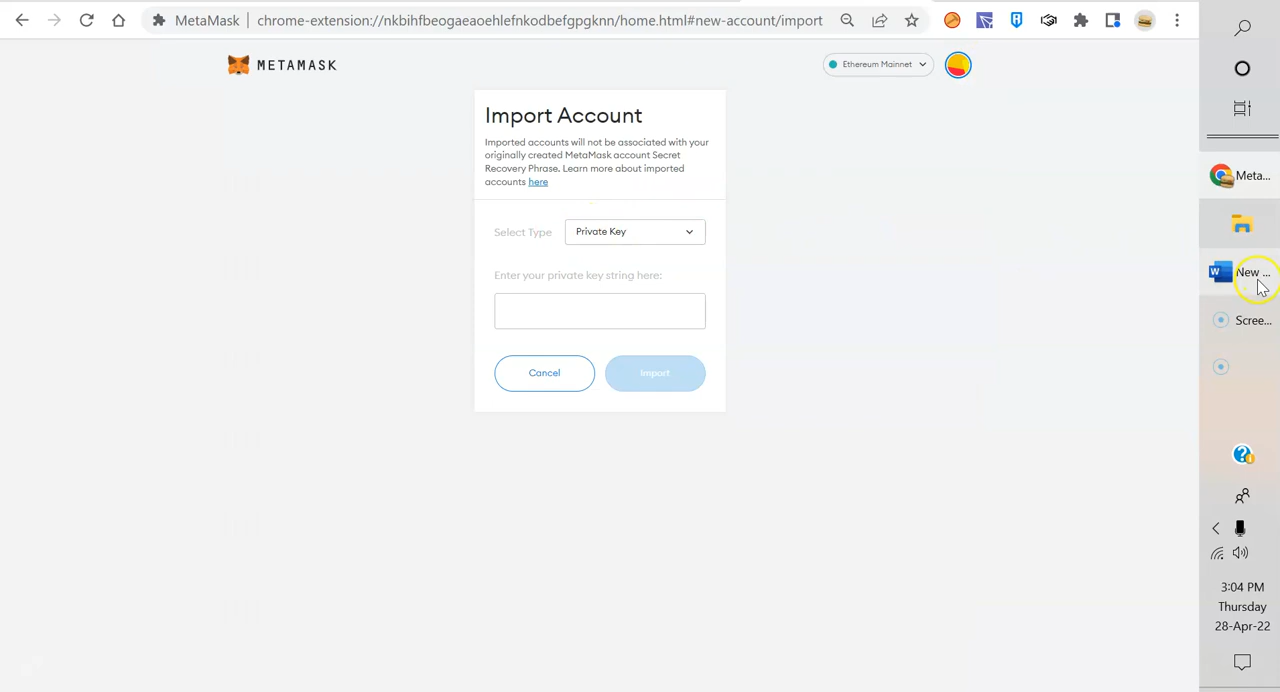 MetaMask
chrome-extension://nkbihfbeogaeaoehlefnkodbefgpgknn/home.html#new-account/import
METAMASK
Ethereum Mainnet
Import Account
Imported accounts will not be associated with your
originally created MetaMask account Secret
Recovery Phrase. Learn more about imported
accounts here
Select Type
Private Key
Enter your private key string here:
Cancel
Import
Meta...
New ...
Scree...
3:04 PM
Thursday
28-Apr-22